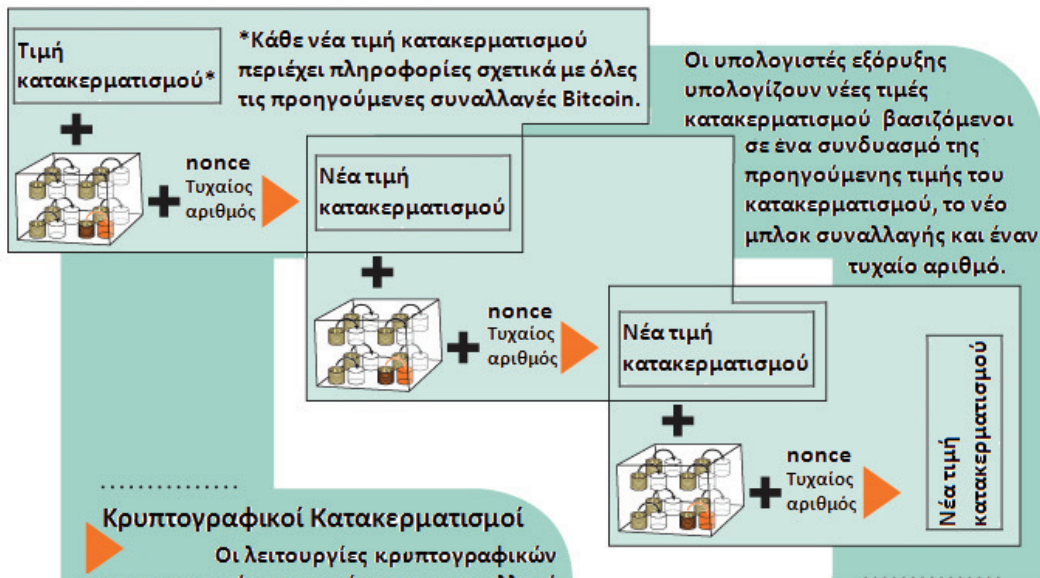 Τιμή
κατακερματισμού*
*Κάθε νέα τιμή κατακερματισμού
περιέχει πληροφορίες σχετικά με όλες
τις προηγούμενες συναλλαγές Bitcoin.
Οι υπολογιστές εξόρυξης
υπολογίζουν νέες τιμές
κατακερματισμού βασιζόμενοι
σε ένα συνδυασμό της
προηγούμενης τιμής του
κατακερματισμού, το νέο
μπλοκ συναλλαγής και έναν
τυχαίο αριθμό.
+
+
nonce
Τυχαίος
αριθμός
Νέα τιμή
κατακερματισμού
+
+
nonce
Τυχαίος
αριθμός
Νέα τιμή
κατακερματισμού
+
+
nonce
Τυχαίος
αριθμός
Νέα τιμή
κατακερματισμού
Κρυπτογραφικοί Κατακερματισμοί
Οι λειτουργίες κρυπτογραφικών